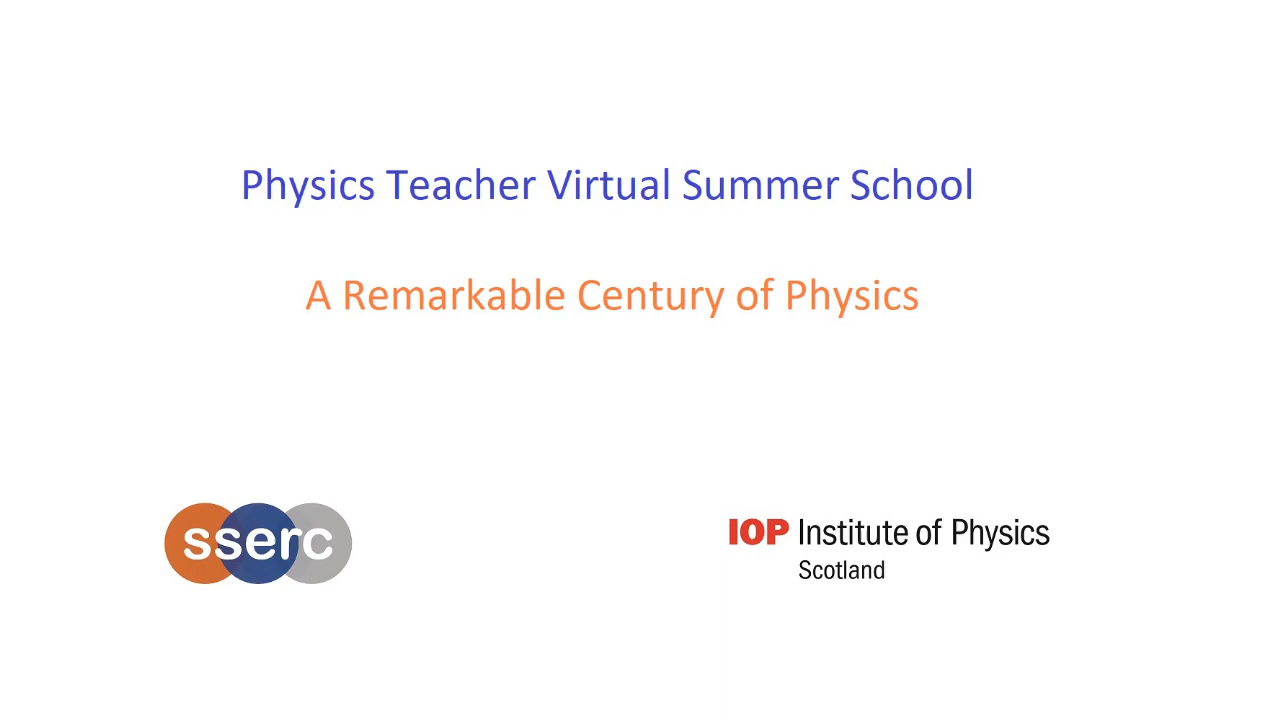 Physics Teacher Virtual Summer School
A Remarkable Century of Physics
sserc
IOP Institute of Physics
Scotland